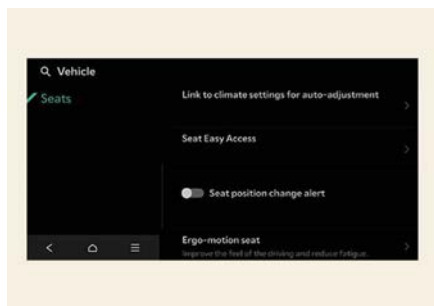 Vehicle
Seats
Link to climate settings for auto-adjustment
Seat Easy Access
Seat position change alert
Ergo-motion seat
Improve the feel of the driving and reduce fatigue.